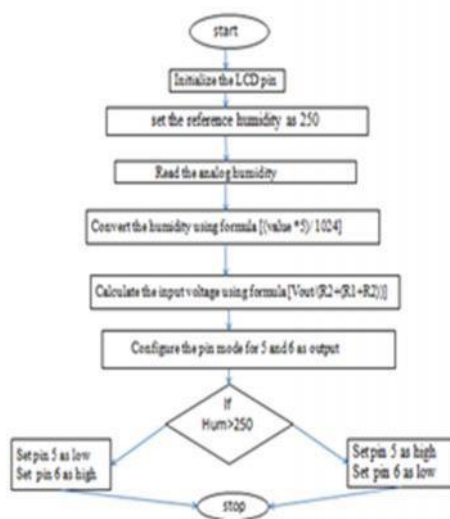 start
Initialize the LCD pin
set the reference humidity as 250
Read the analog humidity
Convert the humidity using formula [(value *5)/ 1024]
Calculate the input voltage using formula [Vout/(R2+(R1+R2))]
Configure the pin mode for 5 and 6 as output
If
Hum>250
Set pin 5 as low
Set pin 6 as high
Set pin 5 as high
Set pin 6 as low
stop